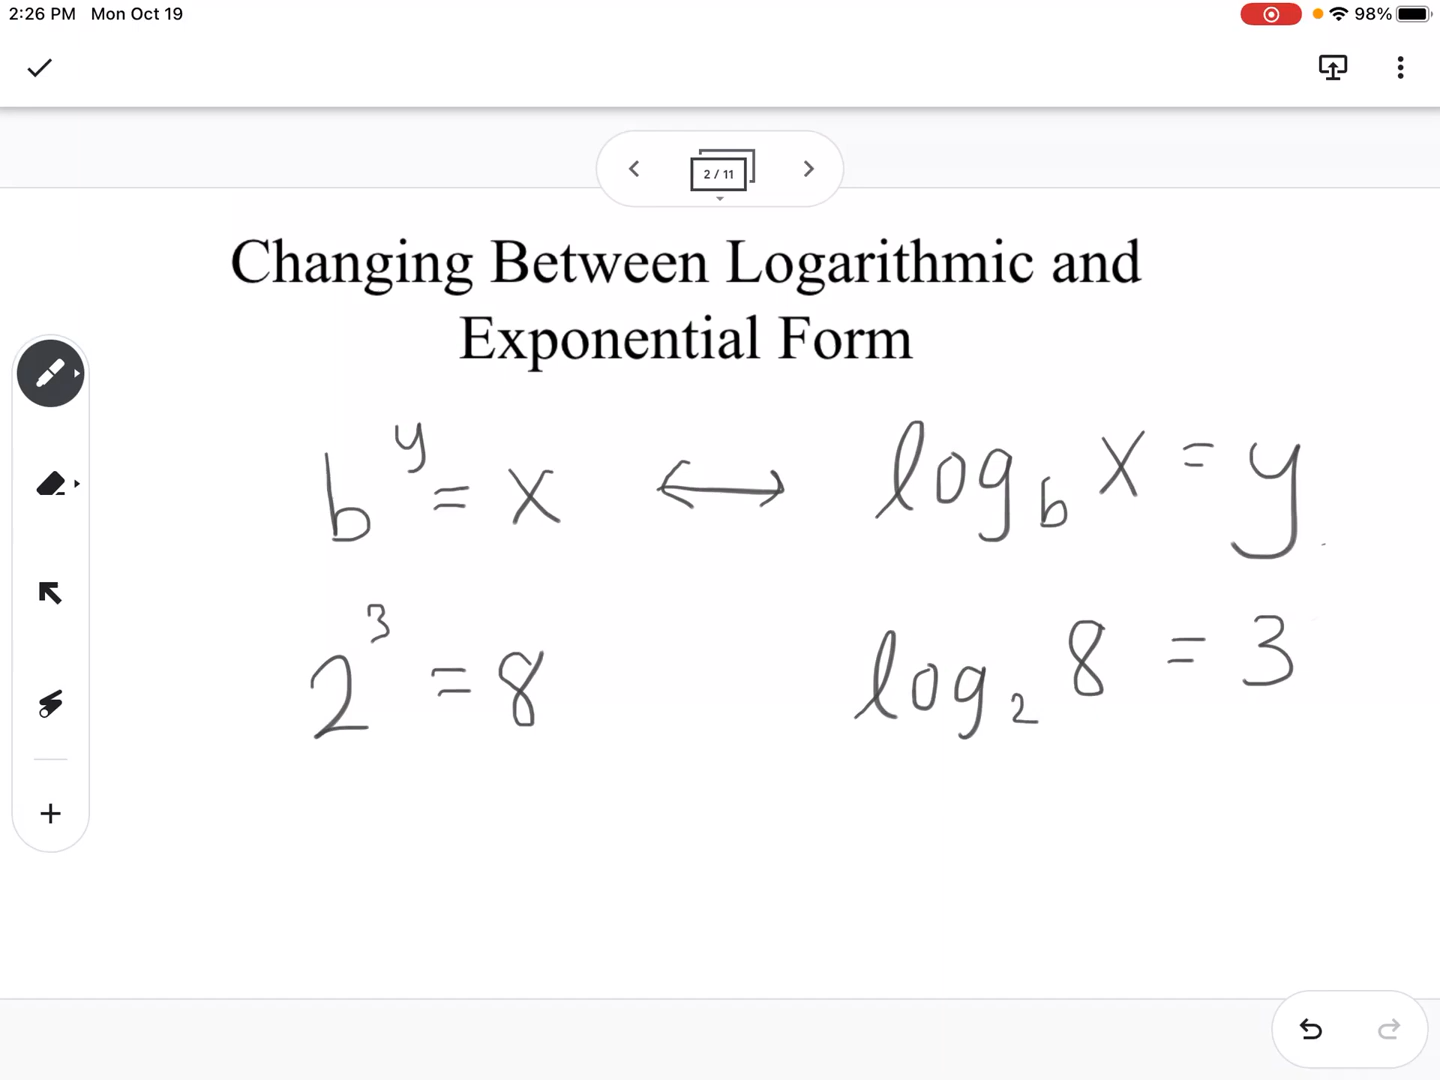 2:26 PM Mon Oct 19 98%
2 / 11
Changing Between Logarithmic and
Exponential Form
b^y = x ⟷ log_b x = y
2^3 = 8 log_2 8 = 3